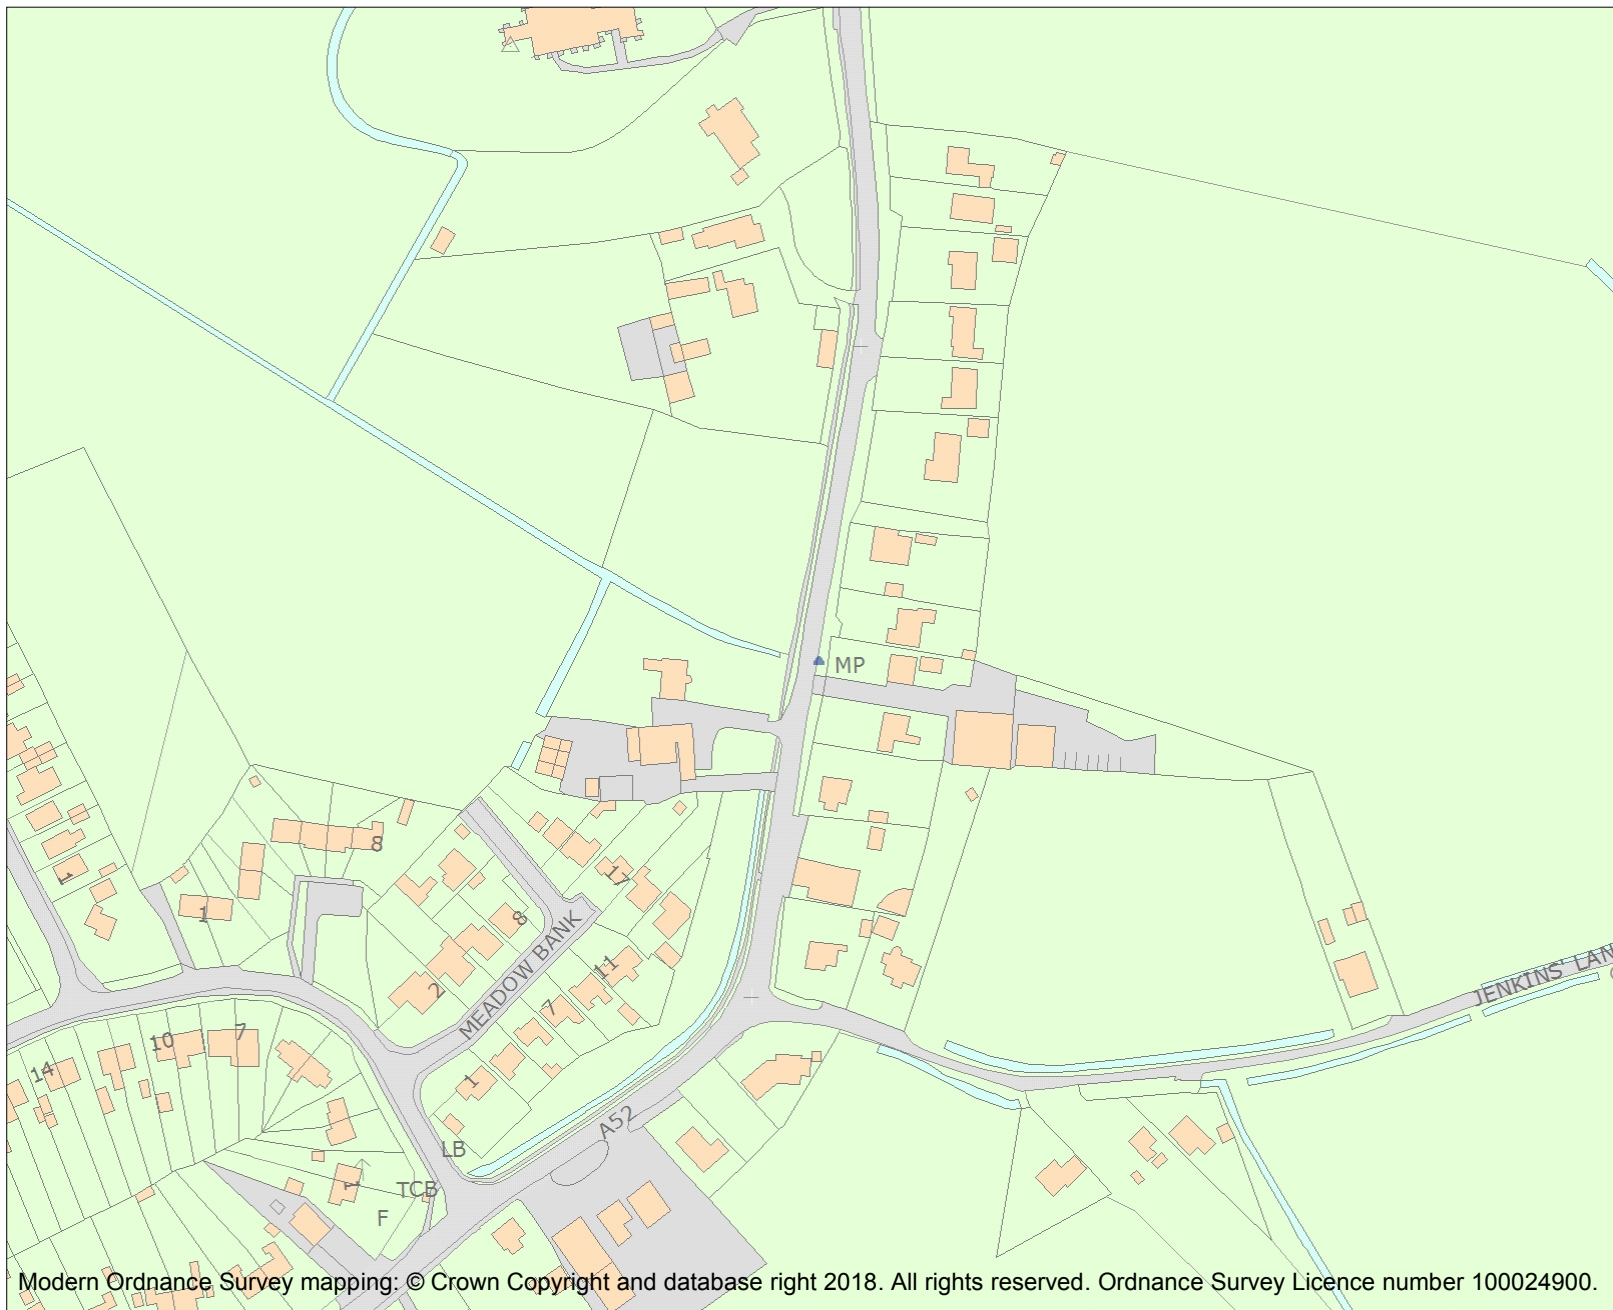 MP
8
1
17
1
8
MEADOW BANK
2
11
7
JENKINS' LAN
10
7
14
1
A52
LB
1
TCB
F
Modern Ordnance Survey mapping: © Crown Copyright and database right 2018. All rights reserved. Ordnance Survey Licence number 100024900.